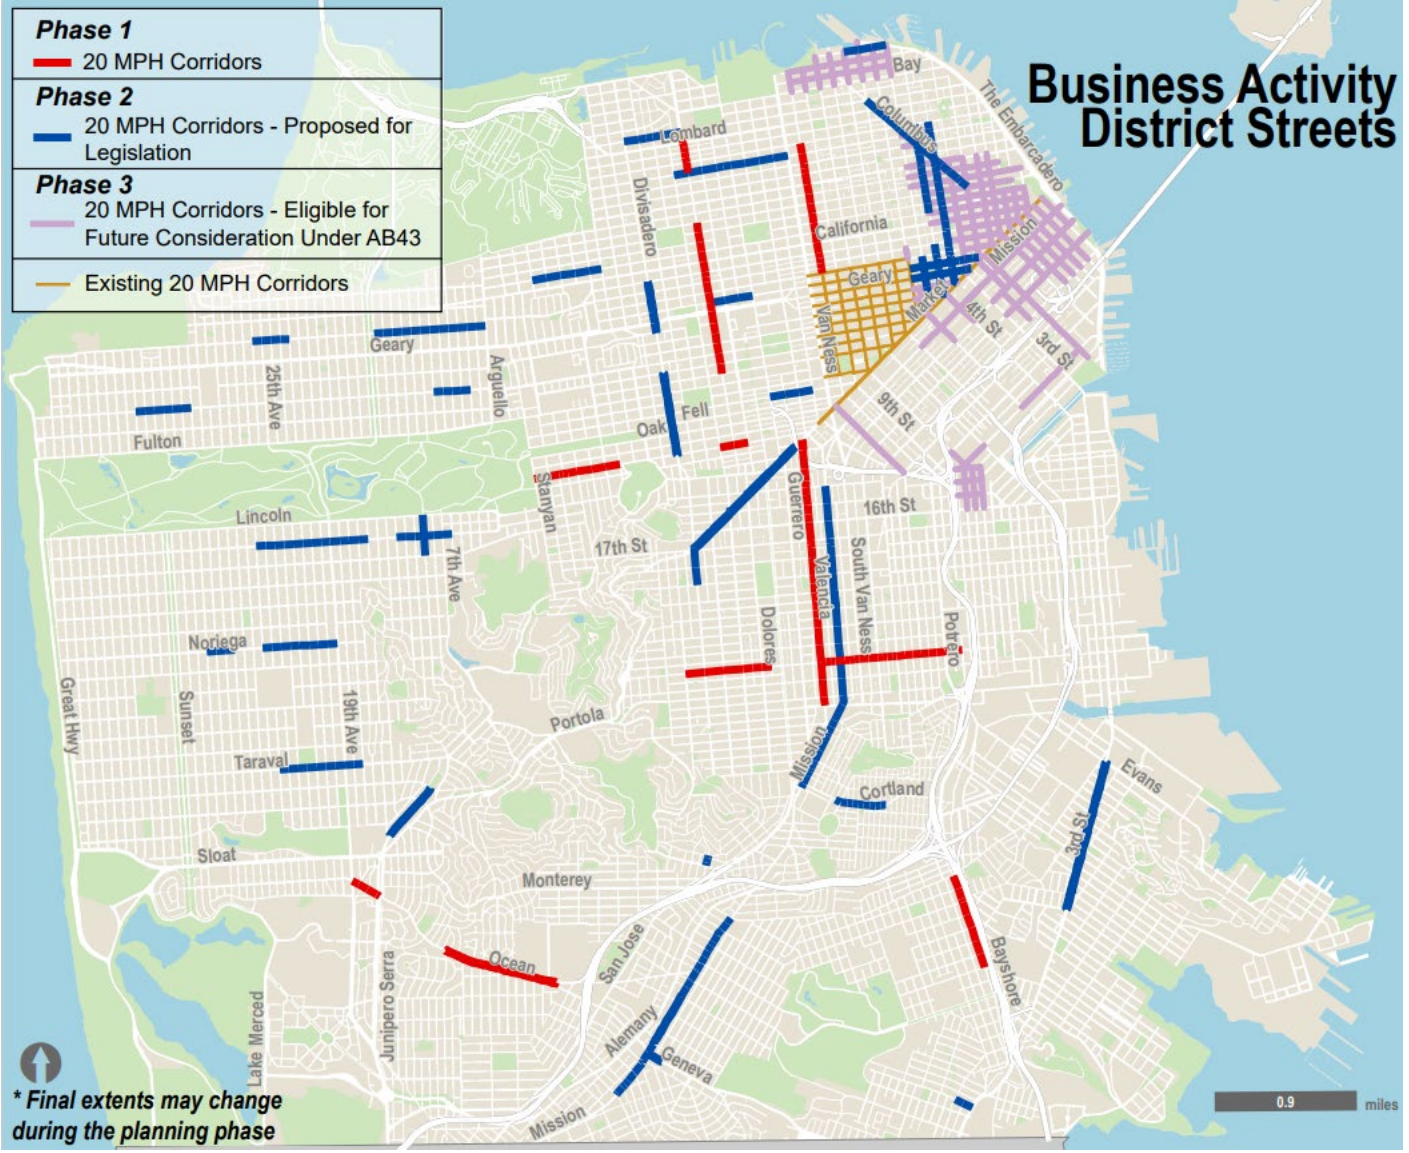 Phase 1
20 MPH Corridors
Phase 2
20 MPH Corridors - Proposed for
Legislation
Phase 3
20 MPH Corridors - Eligible for
Future Consideration Under AB43
Existing 20 MPH Corridors
Business Activity
District Streets
Bay
The Embarcadero
Columbus
Lombard
Divisadero
California
Mission
Geary
Market
Van Ness
4th St
3rd St
Geary
25th Ave
Arguello
Fell
Oak
9th St
Fulton
Stanyan
Guerrero
Lincoln
16th St
17th St
7th Ave
South Van Ness
Valencia
Dolores
Potrero
Noriega
Great Hwy
Sunset
19th Ave
Portola
Taraval
Mission
Cortland
Evans
3rd St
Sloat
Monterey
Ocean
San Jose
Bayshore
Junipero Serra
Lake Merced
Alemany
Geneva
Mission
* Final extents may change
during the planning phase
0.9 miles